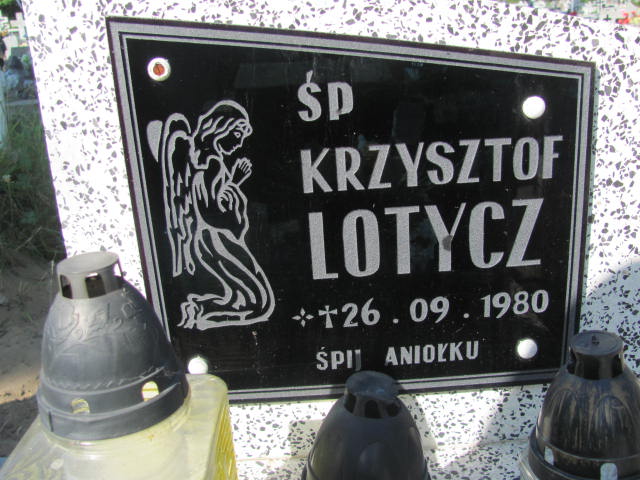 ŚP
KRZYSZTOF
LOTYCZ
✢ † 26.09.1980
ŚPIJ ANIOŁKU